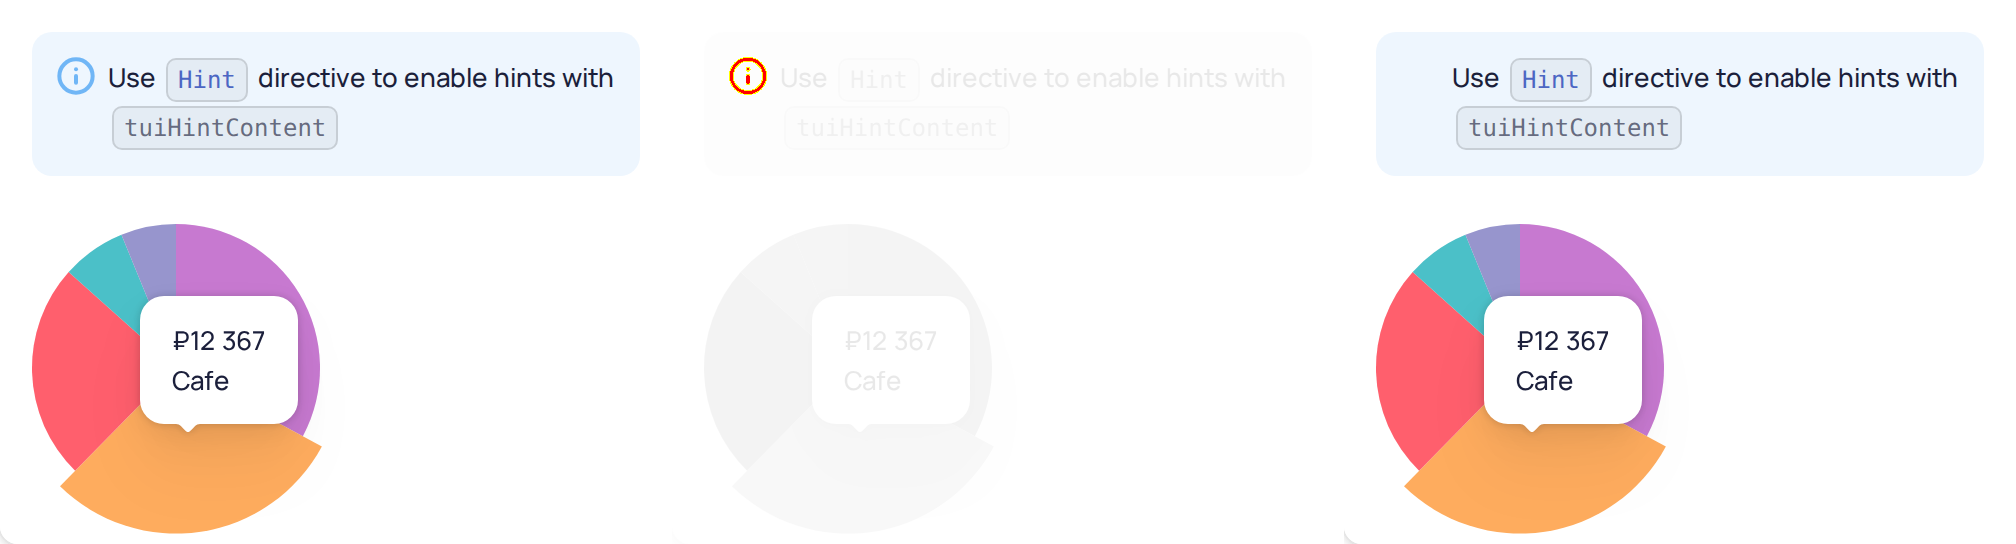 Use Hint directive to enable hints with
tuiHintContent
₽12 367
Cafe
Use Hint directive to enable hints with
tuiHintContent
₽12 367
Cafe
Use Hint directive to enable hints with
tuiHintContent
₽12 367
Cafe